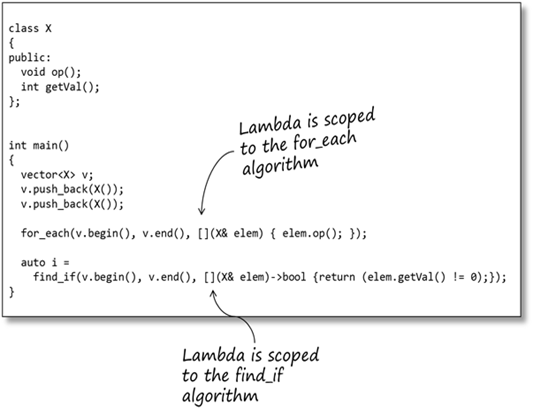 class X
{
public:
  void op();
  int getVal();
};
int main()
{
  vector<X> v;
  v.push_back(X());
  v.push_back(X());
Lambda is scoped
to the for_each
algorithm
  for_each(v.begin(), v.end(), [](X& elem) { elem.op(); });
  auto i =
    find_if(v.begin(), v.end(), [](X& elem)->bool {return (elem.getVal() != 0);});
}
Lambda is scoped
to the find_if
algorithm